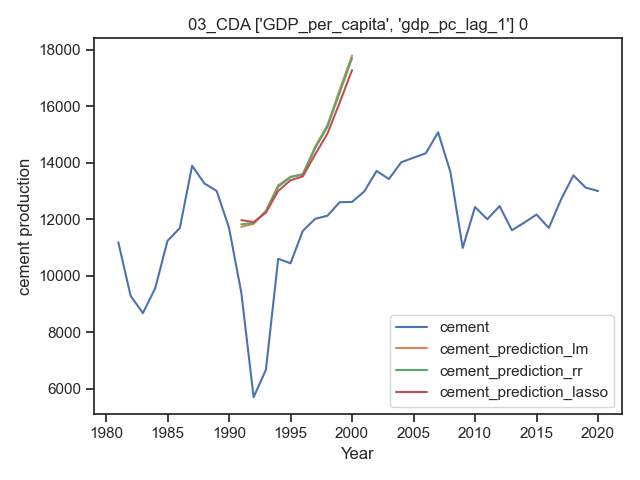 03_CDA ['GDP_per_capita', 'gdp_pc_lag_1'] 0
18000
16000
14000
12000
10000
8000
6000
cement production
cement
cement_prediction_lm
cement_prediction_rr
cement_prediction_lasso
1980 1985 1990 1995 2000 2005 2010 2015 2020
Year